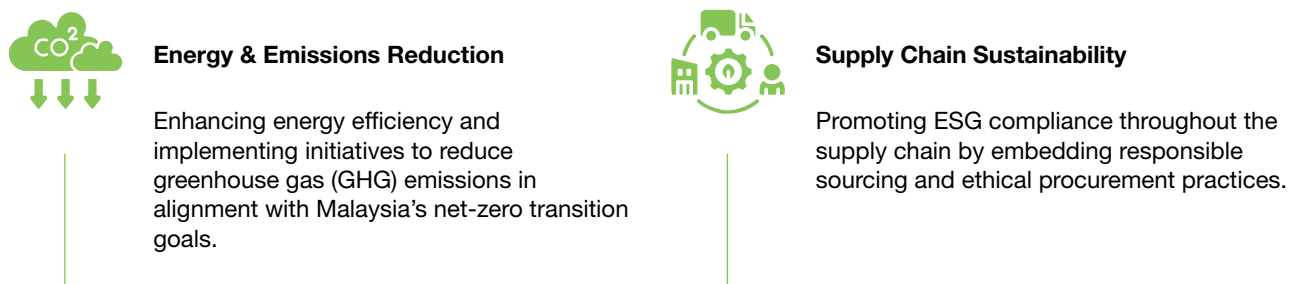 CO2
Energy & Emissions Reduction
Enhancing energy efficiency and
implementing initiatives to reduce
greenhouse gas (GHG) emissions in
alignment with Malaysia’s net-zero transition
goals.
Supply Chain Sustainability
Promoting ESG compliance throughout the
supply chain by embedding responsible
sourcing and ethical procurement practices.